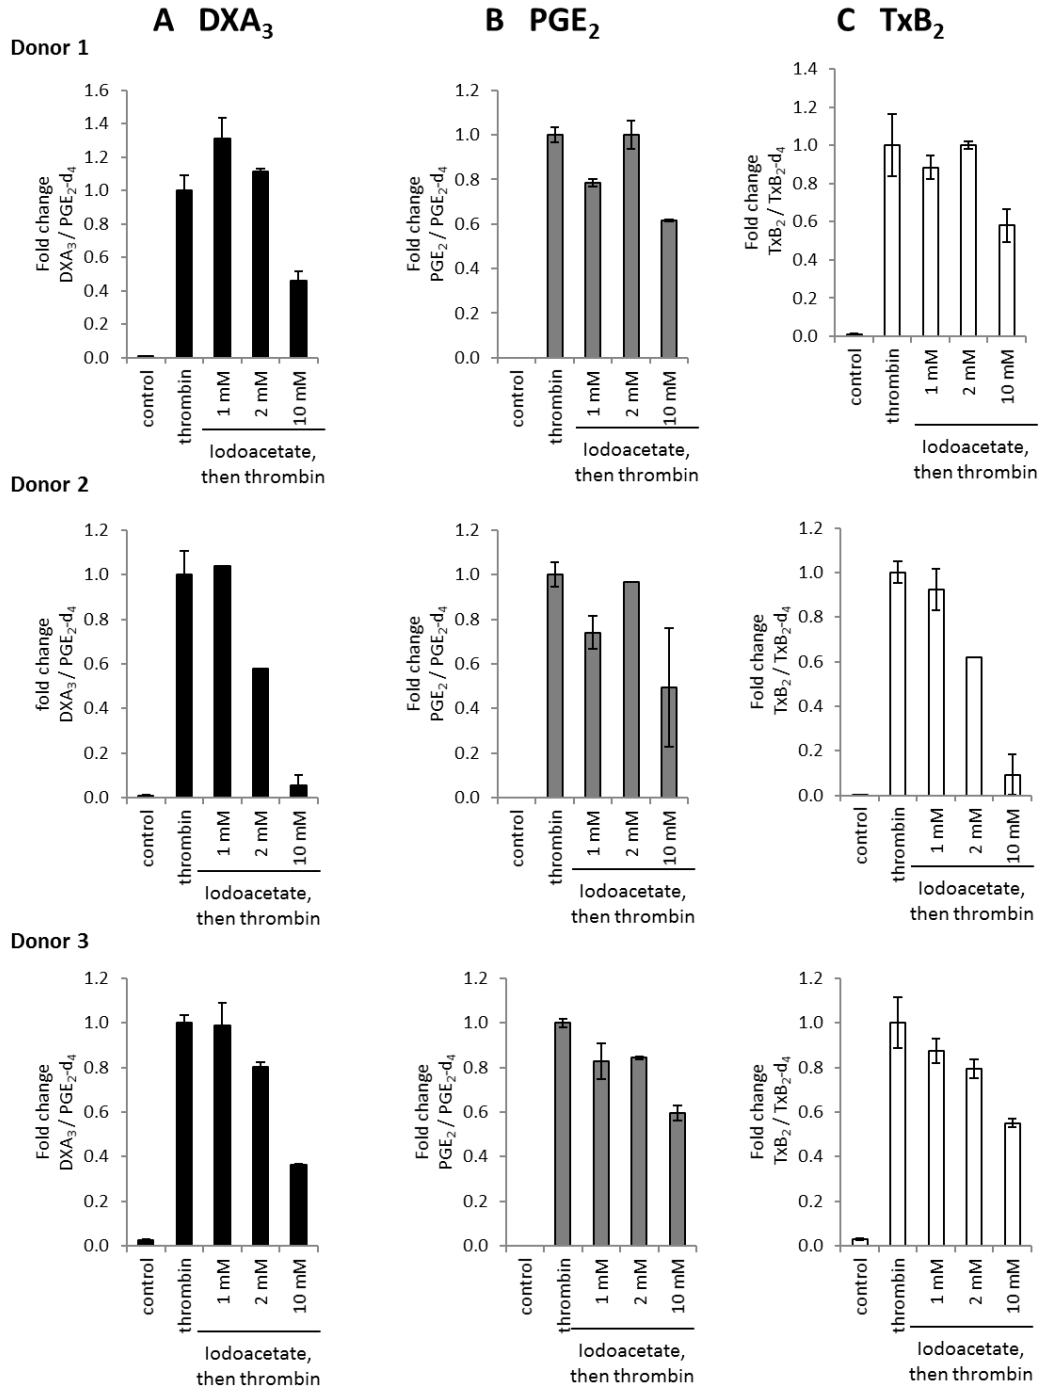 A DXA₃
B PGE₂
C TxB₂
Donor 1
Fold change
DXA₃ / PGE₂-d₄
1.6
1.4
1.2
1.0
0.8
0.6
0.4
0.2
0.0
control
thrombin
1 mM
2 mM
10 mM
Iodoacetate,
then thrombin
Fold change
PGE₂ / PGE₂-d₄
1.2
1.0
0.8
0.6
0.4
0.2
0.0
control
thrombin
1 mM
2 mM
10 mM
Iodoacetate,
then thrombin
Fold change
TxB₂ / TxB₂-d₄
1.4
1.2
1.0
0.8
0.6
0.4
0.2
0.0
control
thrombin
1 mM
2 mM
10 mM
Iodoacetate,
then thrombin
Donor 2
fold change
DXA₃ / PGE₂-d₄
1.2
1.0
0.8
0.6
0.4
0.2
0.0
control
thrombin
1 mM
2 mM
10 mM
Iodoacetate,
then thrombin
Fold change
PGE₂ / PGE₂-d₄
1.2
1.0
0.8
0.6
0.4
0.2
0.0
control
thrombin
1 mM
2 mM
10 mM
Iodoacetate,
then thrombin
Fold change
TxB₂ / TxB₂-d₄
1.2
1.0
0.8
0.6
0.4
0.2
0.0
control
thrombin
1 mM
2 mM
10 mM
Iodoacetate,
then thrombin
Donor 3
Fold change
DXA₃ / PGE₂-d₄
1.2
1.0
0.8
0.6
0.4
0.2
0.0
control
thrombin
1 mM
2 mM
10 mM
Iodoacetate,
then thrombin
Fold change
PGE₂ / PGE₂-d₄
1.2
1.0
0.8
0.6
0.4
0.2
0.0
control
thrombin
1 mM
2 mM
10 mM
Iodoacetate,
then thrombin
Fold change
TxB₂ / TxB₂-d₄
1.2
1.0
0.8
0.6
0.4
0.2
0.0
control
thrombin
1 mM
2 mM
10 mM
Iodoacetate,
then thrombin